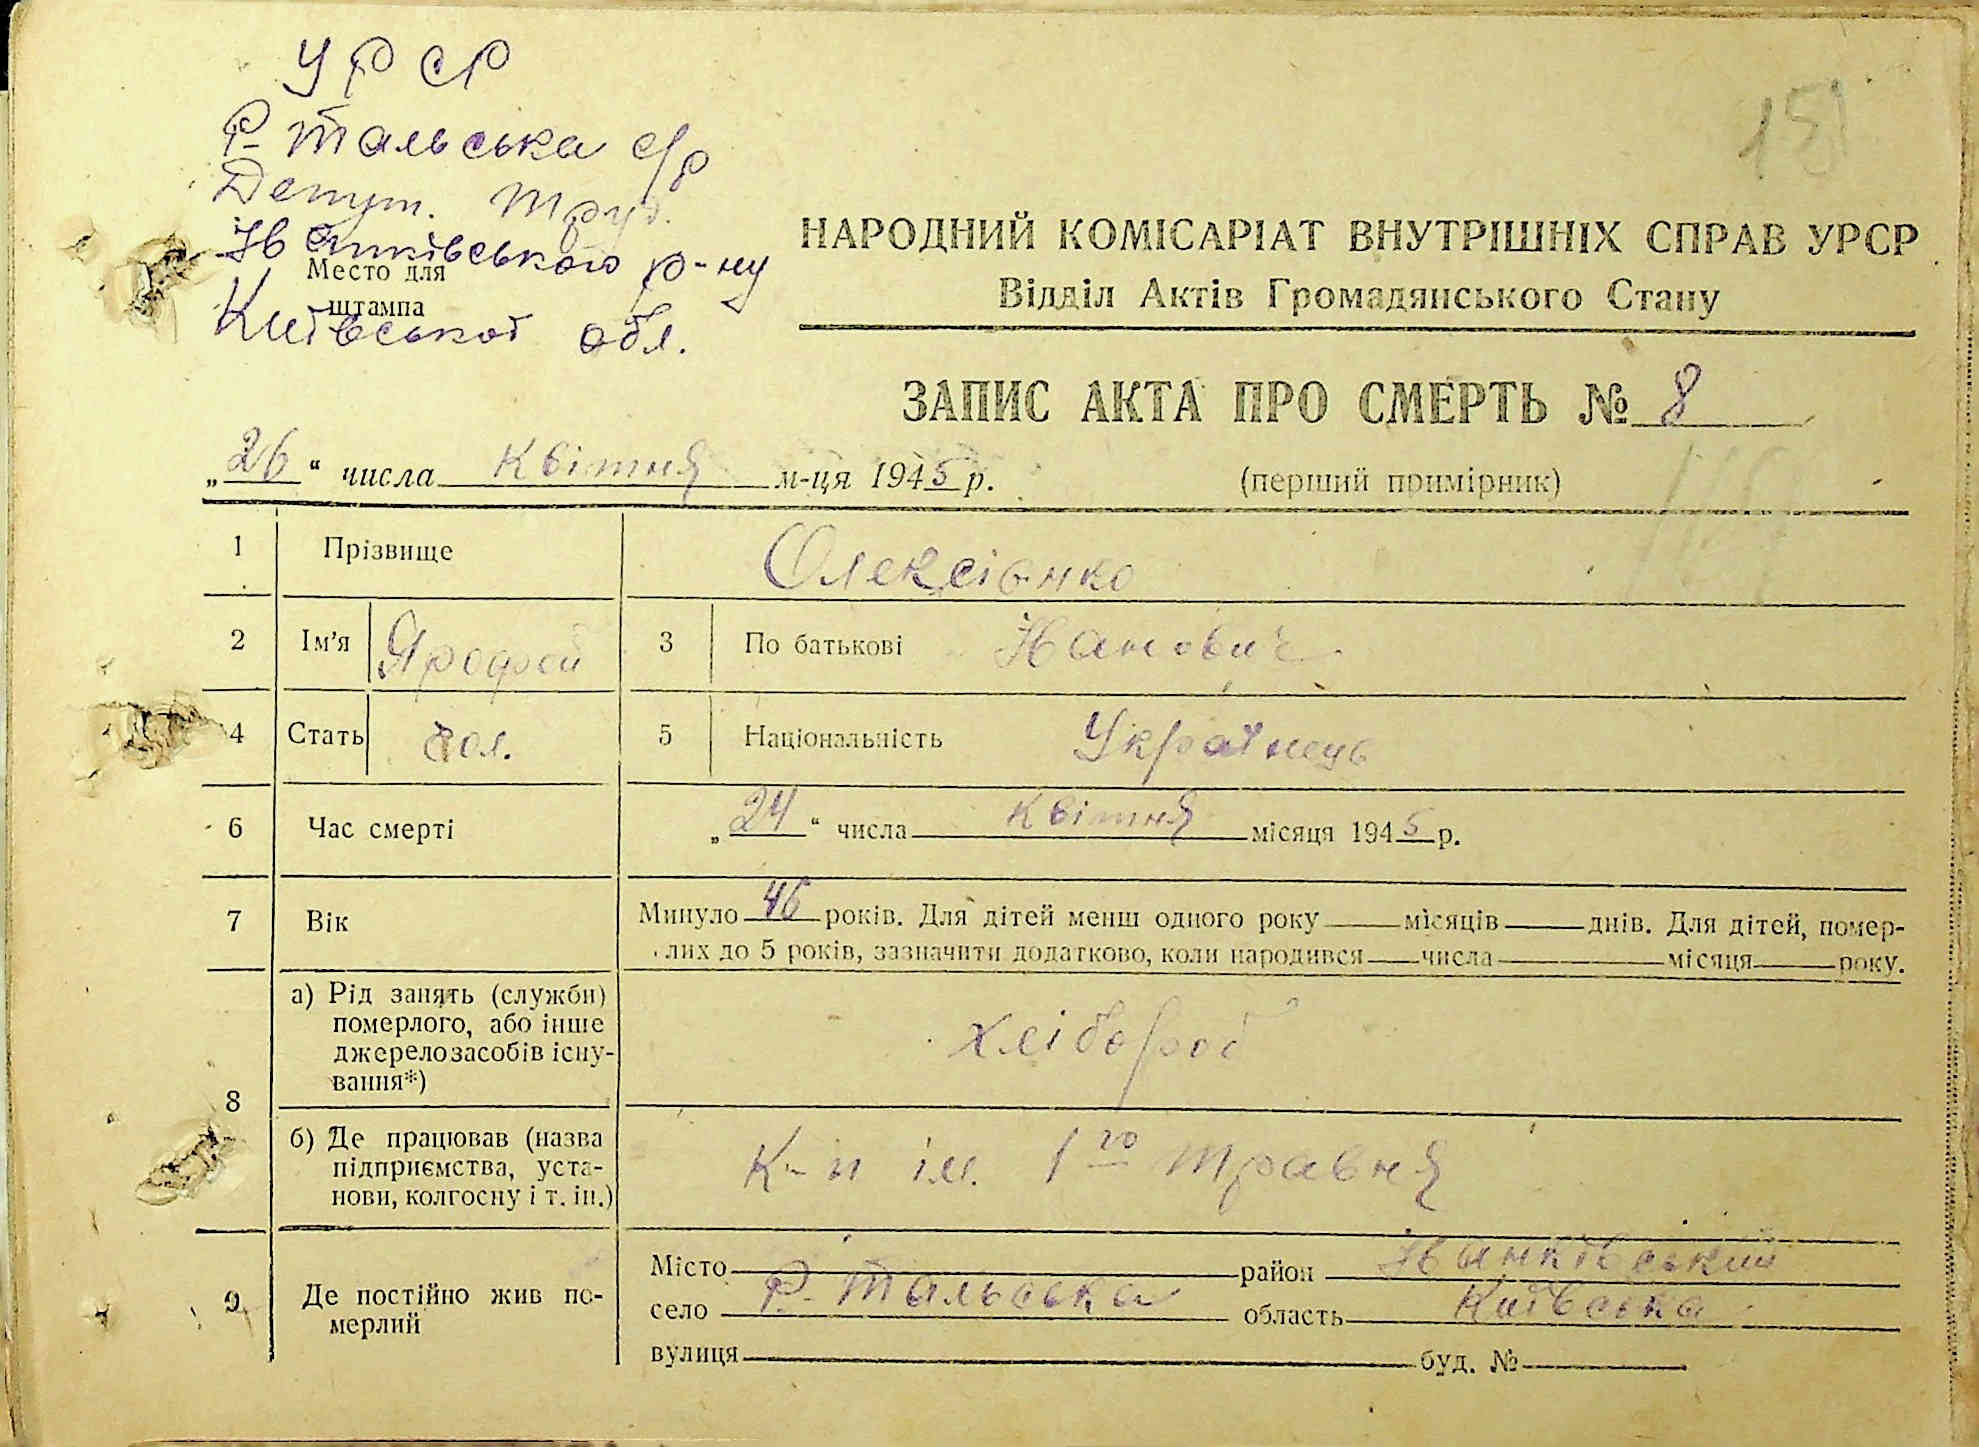 УРСР
Р-Тальська с/р
Депут. труд.
Іванківського р-ну
Место для
штампа
Київської обл.
151
НАРОДНИЙ КОМІСАРІАТ ВНУТРІШНІХ СПРАВ УРСР
Відділ Актів Громадянського Стану
ЗАПИС АКТА ПРО СМЕРТЬ № 8
„26“ числа квітня м-ця 1945 р. (перший примірник)
1 Прізвище Олексієнко
2 Ім'я Ярофей 3 По батькові Іванович
4 Стать чол. 5 Національність Українець
6 Час смерті „24“ числа квітня місяця 1945 р.
7 Вік Минуло 46 років. Для дітей менш одного року місяців днів. Для дітей, помер-
лих до 5 років, зазначити додатково, коли народився числа місяця року.
8 а) Рід занять (служби)
померлого, або інше
джерело засобів існу-
вання*)
хлібороб
б) Де працював (назва
підприємства, уста-
нови, колгоспу і т. ін.)
к-п ім. 1го травня
9 Де постійно жив по-
мерлий
Місто район Іванківський
село Р-Тальська область Київська
вулиця буд. №